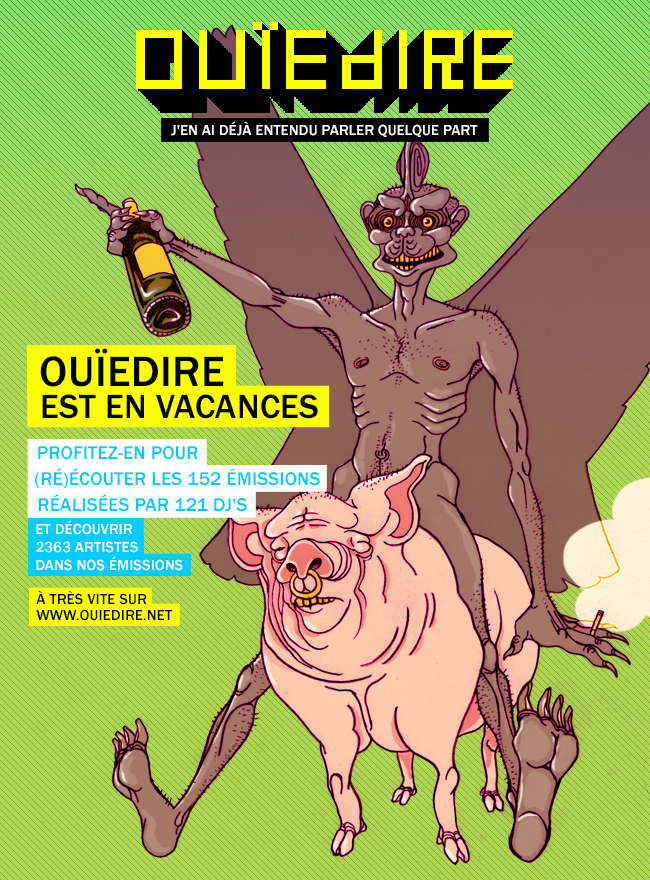 OUÏEDIRE
J'EN AI DÉJÀ ENTENDU PARLER QUELQUE PART
OUÏEDIRE
EST EN VACANCES
PROFITEZ-EN POUR
(RÉ)ÉCOUTER LES 152 ÉMISSIONS
RÉALISÉES PAR 121 DJ'S
ET DÉCOUVRIR
2363 ARTISTES
DANS NOS ÉMISSIONS
À TRÈS VITE SUR
WWW.OUIEDIRE.NET